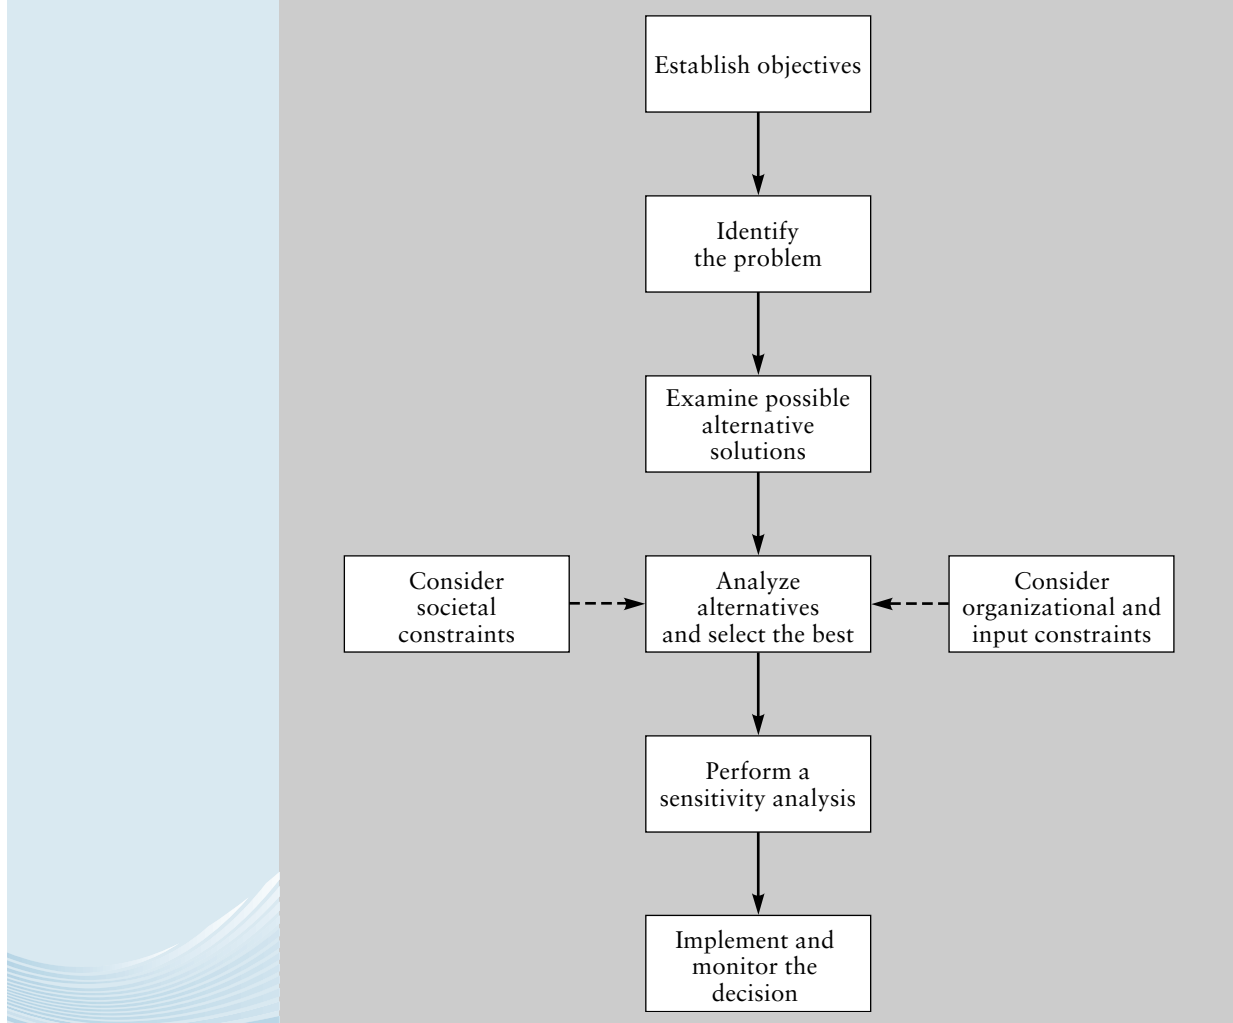 Establish objectives
Identify
the problem
Examine possible
alternative
solutions
Consider
societal
constraints
Analyze
alternatives
and select the best
Consider
organizational and
input constraints
Perform a
sensitivity analysis
Implement and
monitor the
decision